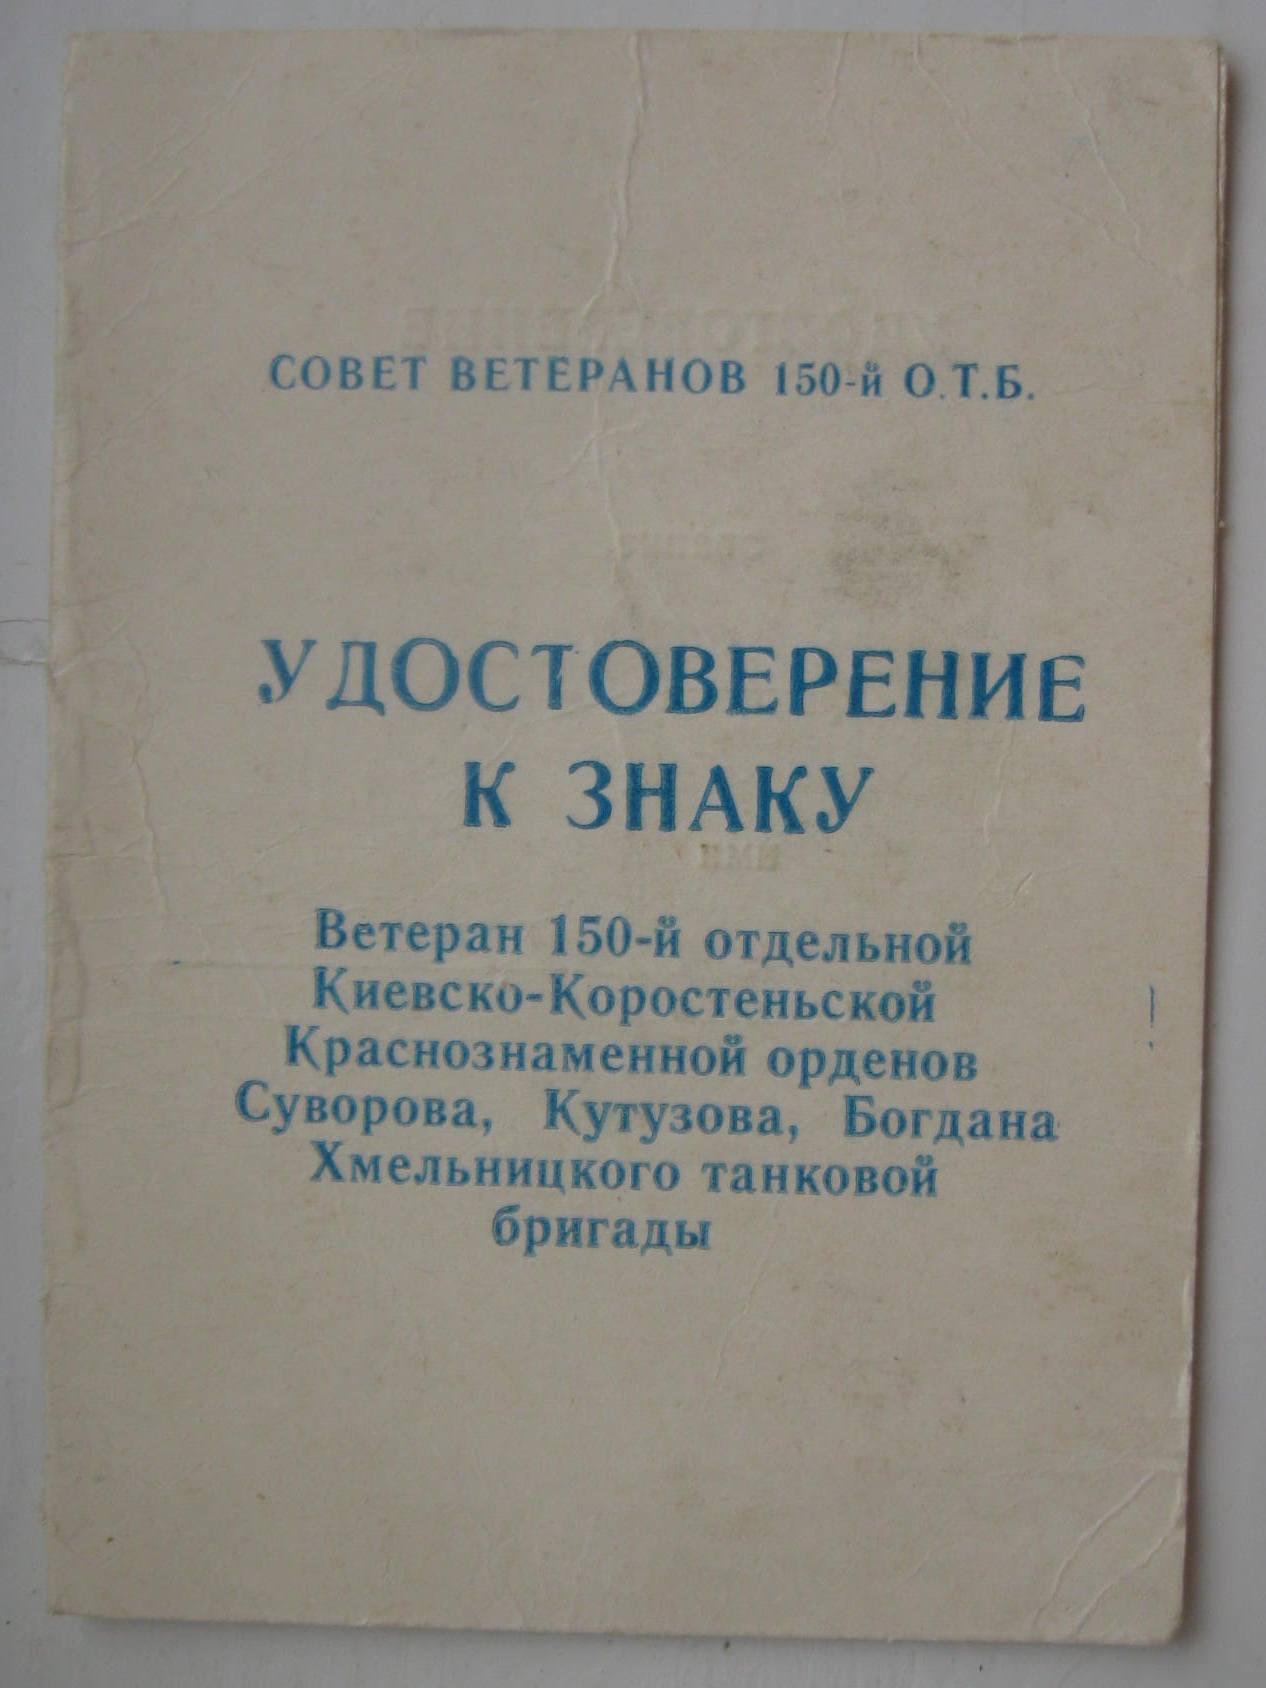 СОВЕТ ВЕТЕРАНОВ 150-й О.Т.Б.
УДОСТОВЕРЕНИЕ
К ЗНАКУ
Ветеран 150-й отдельной
Киевско-Коростеньской
Краснознаменной орденов
Суворова, Кутузова, Богдана
Хмельницкого танковой
бригады